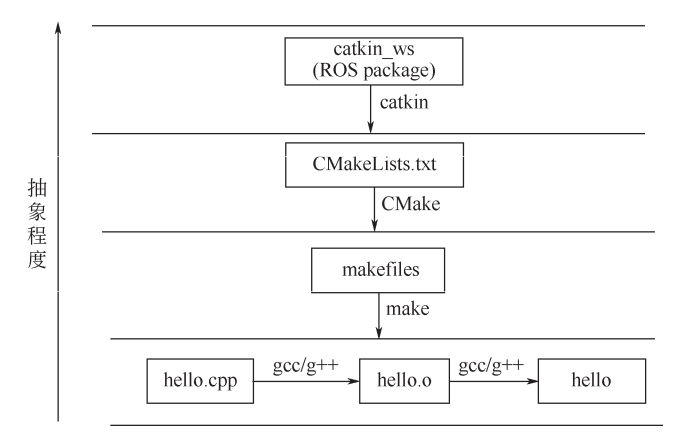 catkin_ws
(ROS package)
catkin
CMakeLists.txt
CMake
抽象程度
makefiles
make
gcc/g++
gcc/g++
hello.cpp
hello.o
hello